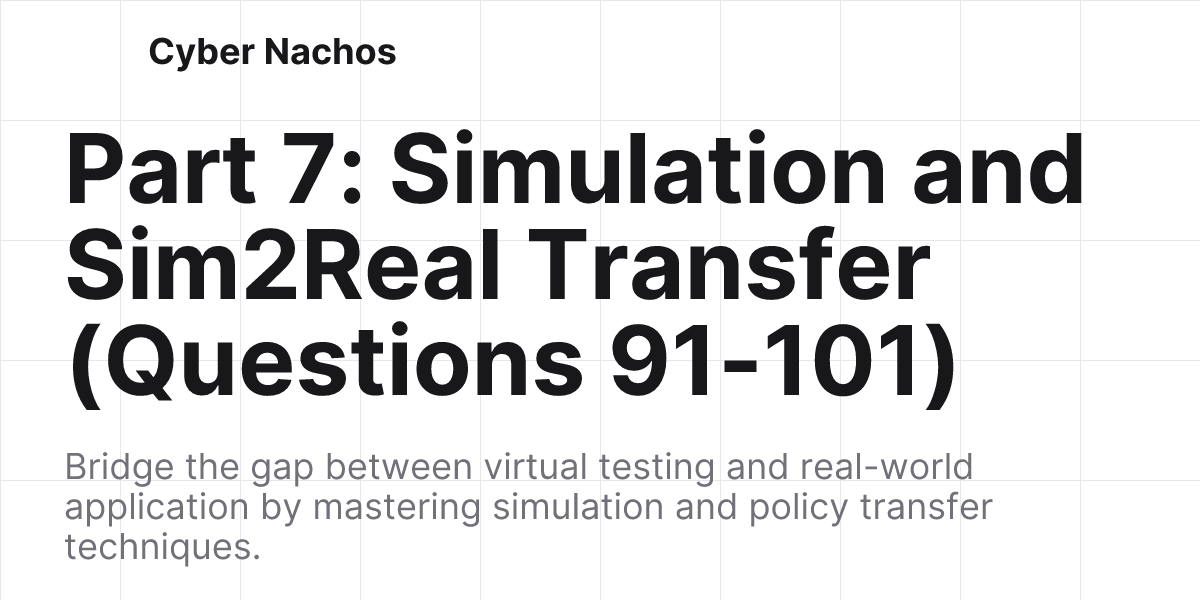 Cyber Nachos
Part 7: Simulation and
Sim2Real Transfer
(Questions 91-101)
Bridge the gap between virtual testing and real-world
application by mastering simulation and policy transfer
techniques.